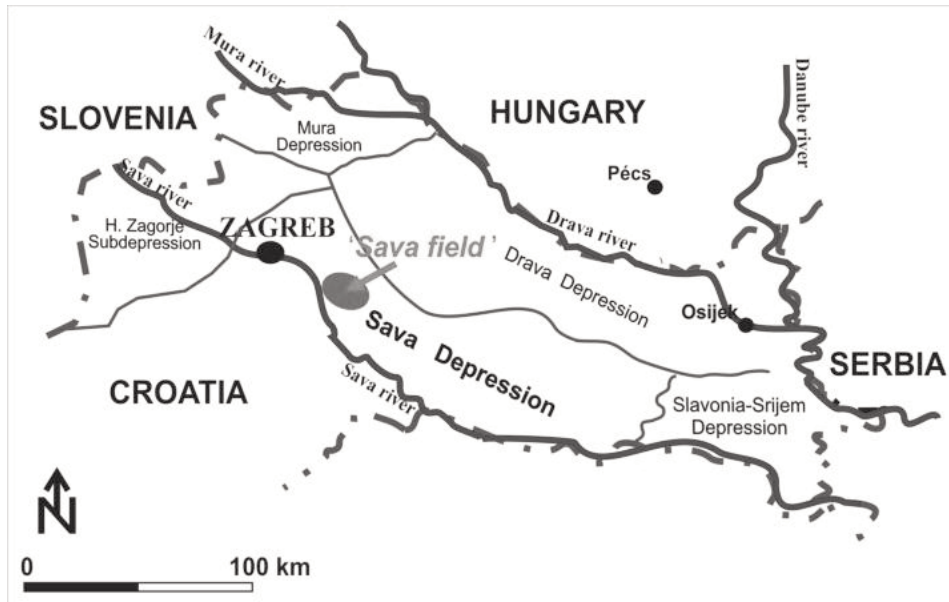 Mura river
SLOVENIA
HUNGARY
Danube river
Mura
Depression
Pécs
Sava river
H. Zagorje
Subdepression
ZAGREB
'Sava field'
Drava river
Drava Depression
Osijek
Sava Depression
SERBIA
CROATIA
Sava river
Slavonia-Srijem
Depression
N
0 100 km